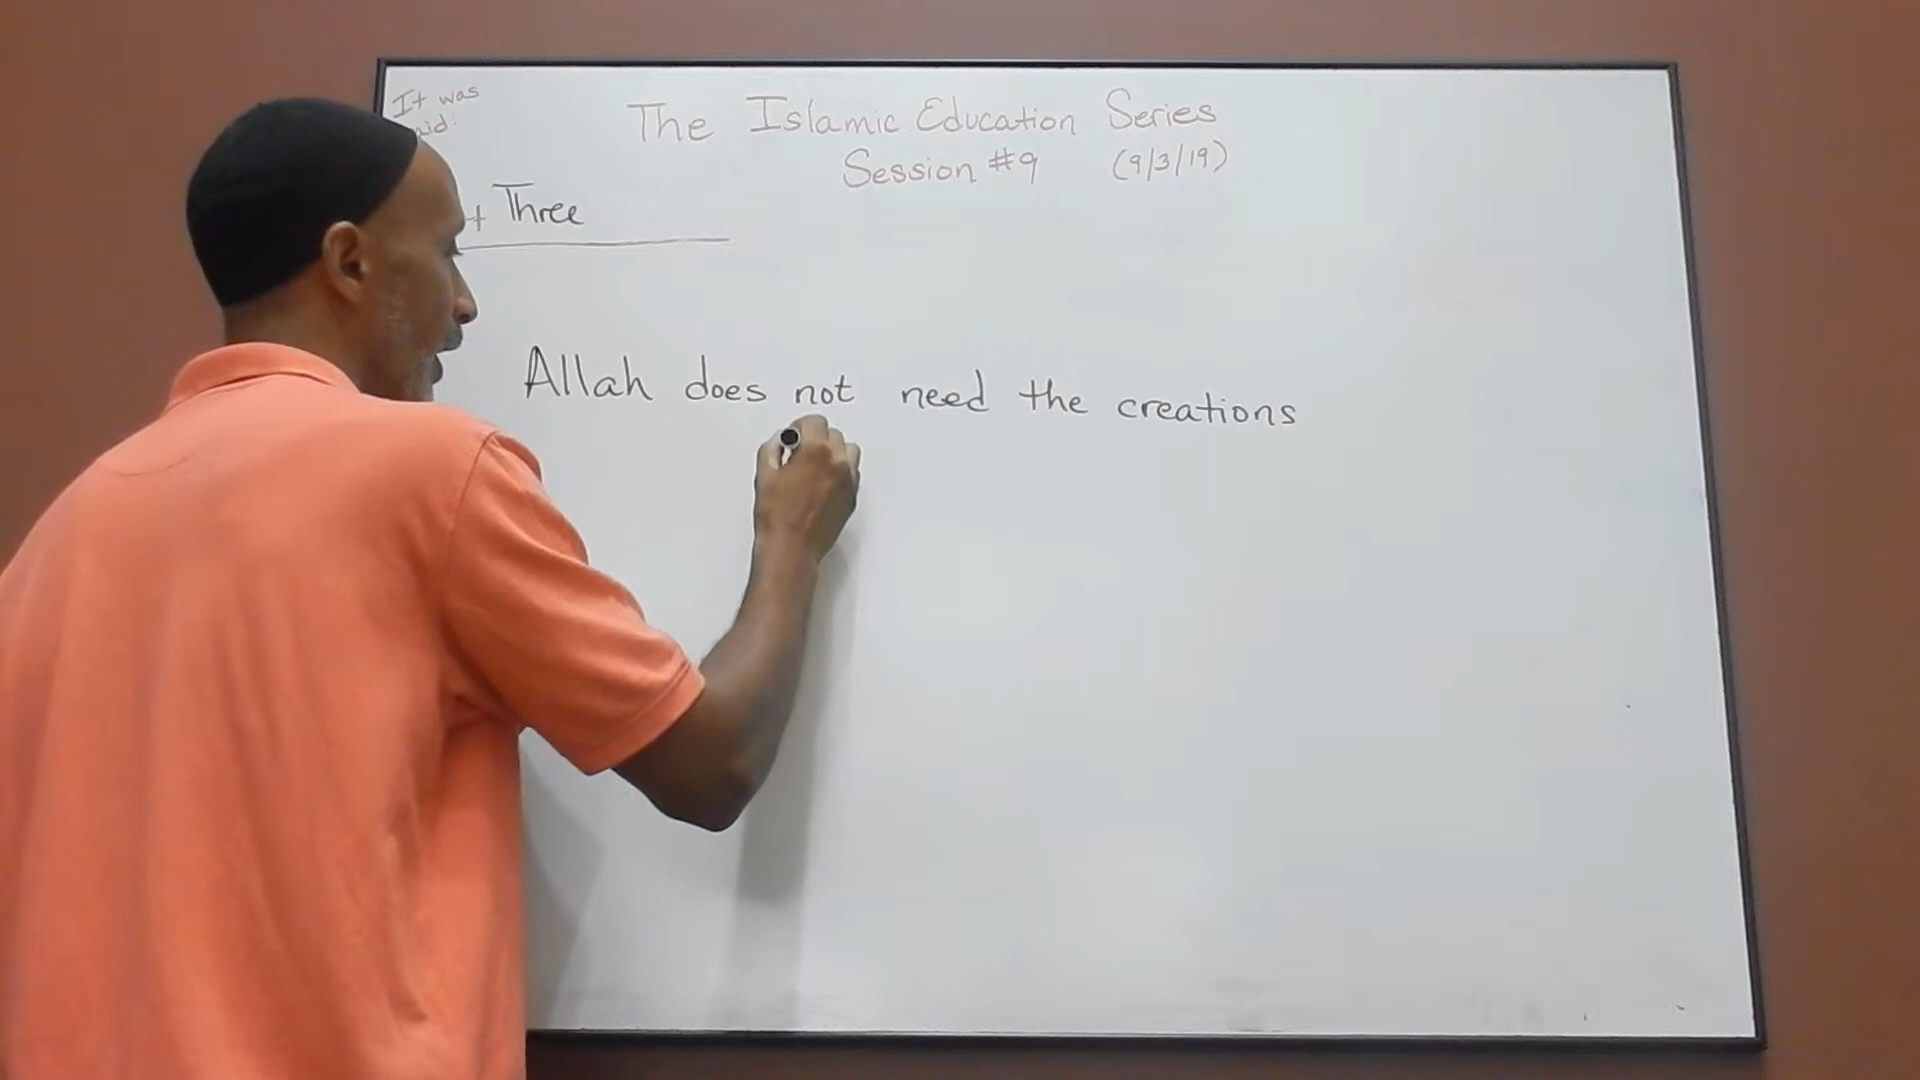 It was
The Islamic Education Series
Session #9 (9/3/19)
Three
Allah does not need the creations